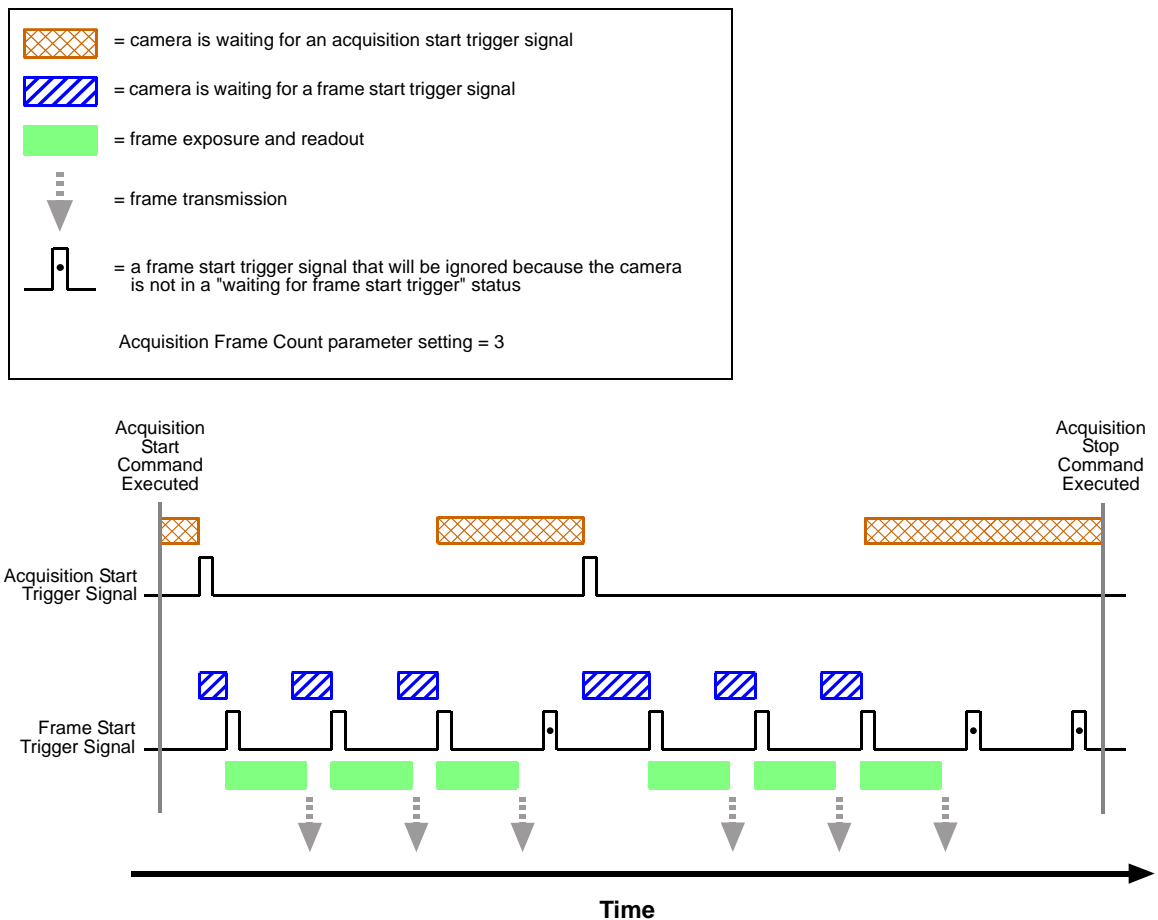 = camera is waiting for an acquisition start trigger signal
= camera is waiting for a frame start trigger signal
= frame exposure and readout
= frame transmission
= a frame start trigger signal that will be ignored because the camera
is not in a "waiting for frame start trigger" status
Acquisition Frame Count parameter setting = 3
Acquisition
Start
Command
Executed
Acquisition
Stop
Command
Executed
Acquisition Start
Trigger Signal
Frame Start
Trigger Signal
Time